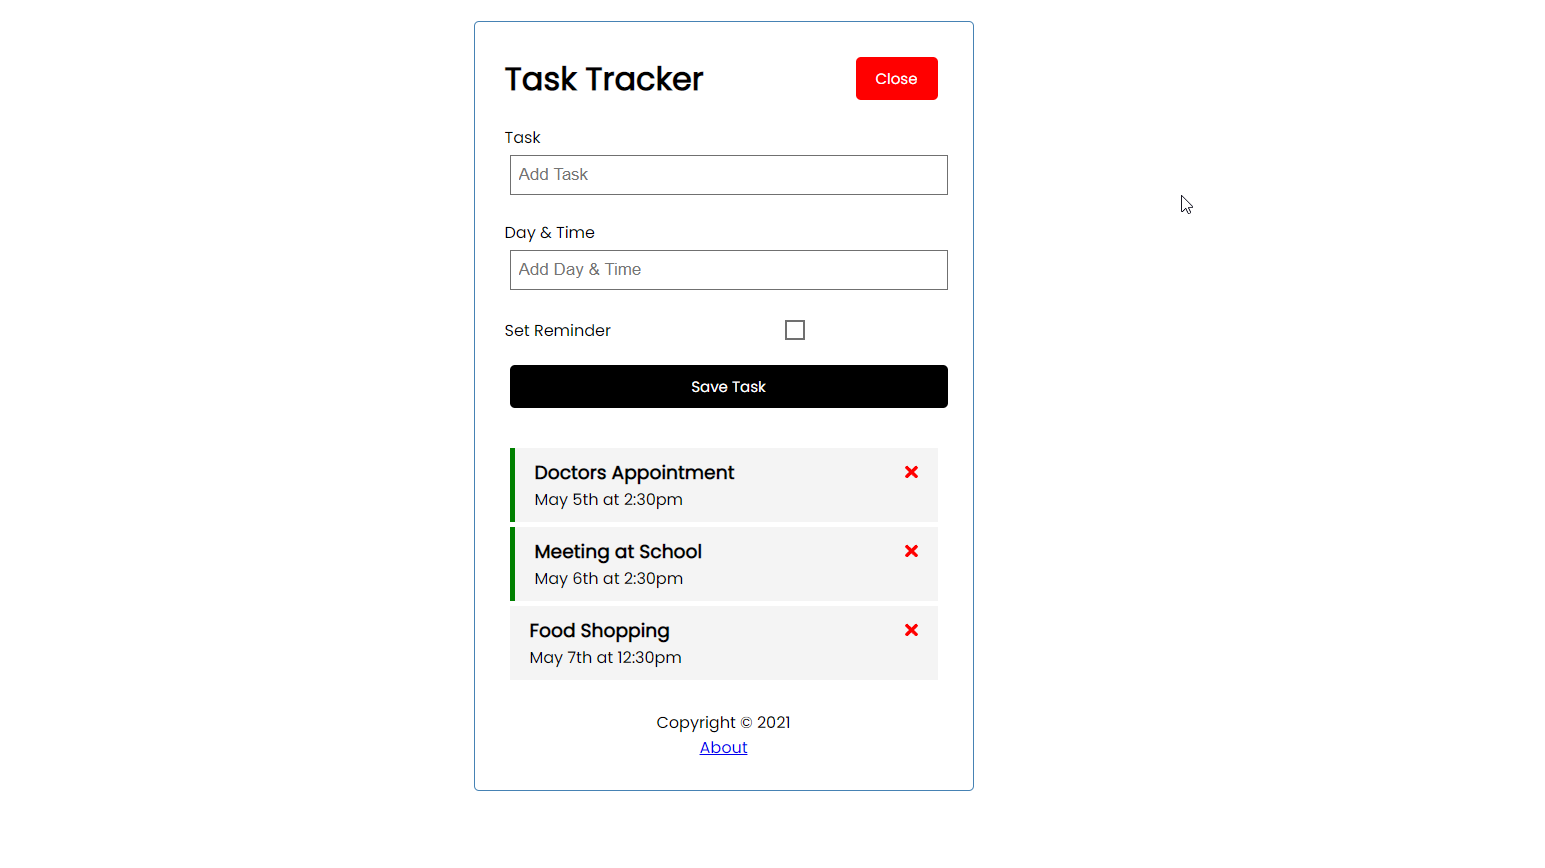 Task Tracker
Close
Task
Add Task
Day & Time
Add Day & Time
Set Reminder
Save Task
Doctors Appointment
May 5th at 2:30pm
Meeting at School
May 6th at 2:30pm
Food Shopping
May 7th at 12:30pm
Copyright © 2021
About